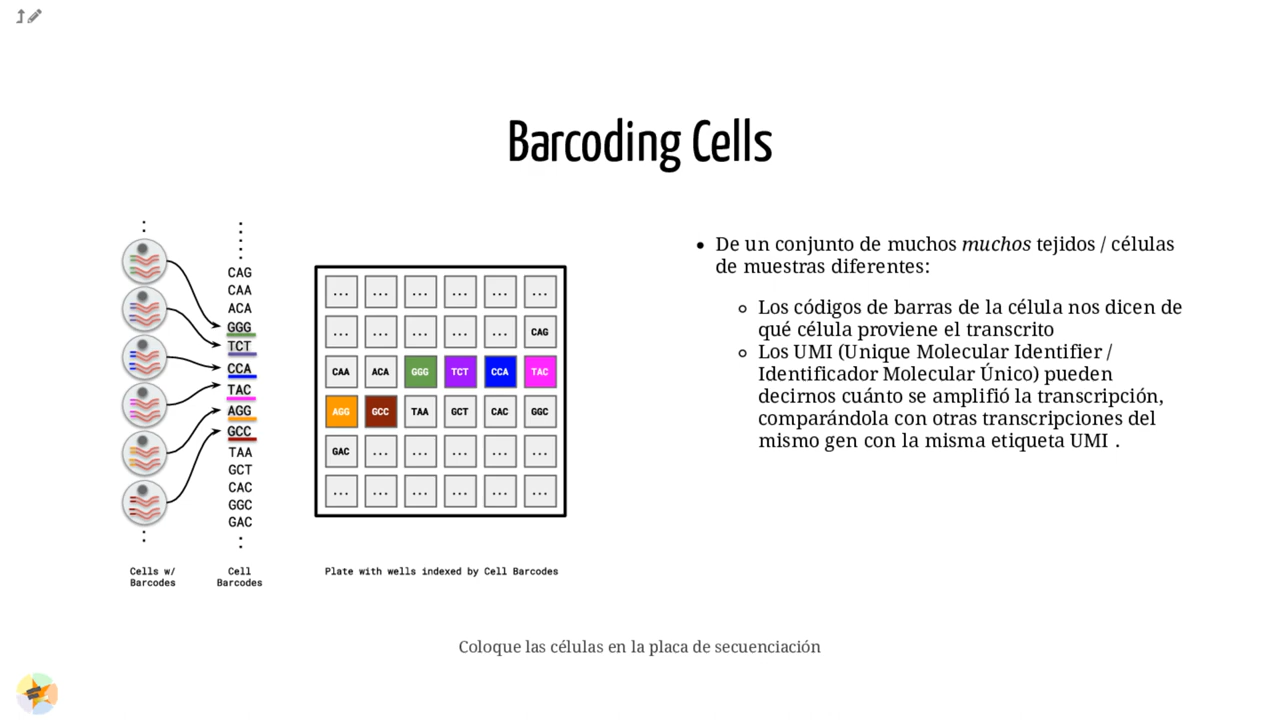 Barcoding Cells
CAG
CAA
ACA
GGG
TCT
CCA
TAC
AGG
GCC
TAA
GCT
CAC
GGC
GAC
Cells w/
Barcodes
Cell
Barcodes
... ... ... ... ... ...
... ... ... ... ... CAG
CAA ACA GGG TCT CCA TAC
AGG GCC TAA GCT CAC GGC
GAC ... ... ... ... ...
... ... ... ... ... ...
Plate with wells indexed by Cell Barcodes
• De un conjunto de muchos muchos tejidos / células
de muestras diferentes:
◦ Los códigos de barras de la célula nos dicen de
qué célula proviene el transcrito
◦ Los UMI (Unique Molecular Identifier /
Identificador Molecular Único) pueden
decirnos cuánto se amplifió la transcripción,
comparándola con otras transcripciones del
mismo gen con la misma etiqueta UMI .
Coloque las células en la placa de secuenciación